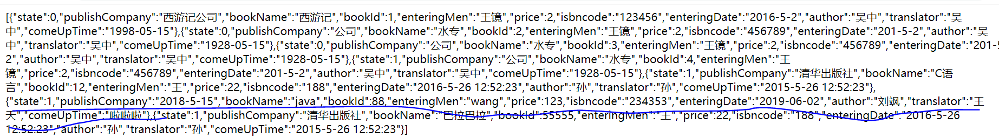 [{"state":0,"publishCompany":"西游记公司","bookName":"西游记","bookId":1,"enteringMen":"王镜","price":2,"isbncode":"123456","enteringDate":"2016-5-2","author":"吴中","translator":"吴
中","comeUpTime":"1998-05-15"},{"state":0,"publishCompany":"公司","bookName":"水专","bookId":2,"enteringMen":"王镜","price":2,"isbncode":"456789","enteringDate":"201-5-2","author":"吴
中","translator":"吴中","comeUpTime":"1928-05-15"},{"state":0,"publishCompany":"公司","bookName":"水专","bookId":3,"enteringMen":"王镜","price":2,"isbncode":"456789","enteringDate":"201-5
2","author":"吴中","translator":"吴中","comeUpTime":"1928-05-15"},{"state":1,"publishCompany":"公司","bookName":"水专","bookId":4,"enteringMen":"王
镜","price":2,"isbncode":"456789","enteringDate":"201-5-2","author":"吴中","translator":"吴中","comeUpTime":"1928-05-15"},{"state":1,"publishCompany":"清华出版社","bookName":"C语
言","bookId":12,"enteringMen":"王","price":22,"isbncode":"188","enteringDate":"2016-5-26 12:52:23","author":"孙","translator":"孙","comeUpTime":"2015-5-26 12:52:23"},
{"state":1,"publishCompany":"2018-5-15","bookName":"java","bookId":88,"enteringMen":"wang","price":123,"isbncode":"234353","enteringDate":"2019-06-02","author":"刘飒","translator":"王
天","comeUpTime":"啦啦啦"},{"state":1,"publishCompany":"清华出版社","bookName":"巴拉巴拉","bookId":55555,"enteringMen":"王","price":22,"isbncode":"188","enteringDate":"2016-5-26
12:52:23","author":"孙","translator":"孙","comeUpTime":"2015-5-26 12:52:23"}]